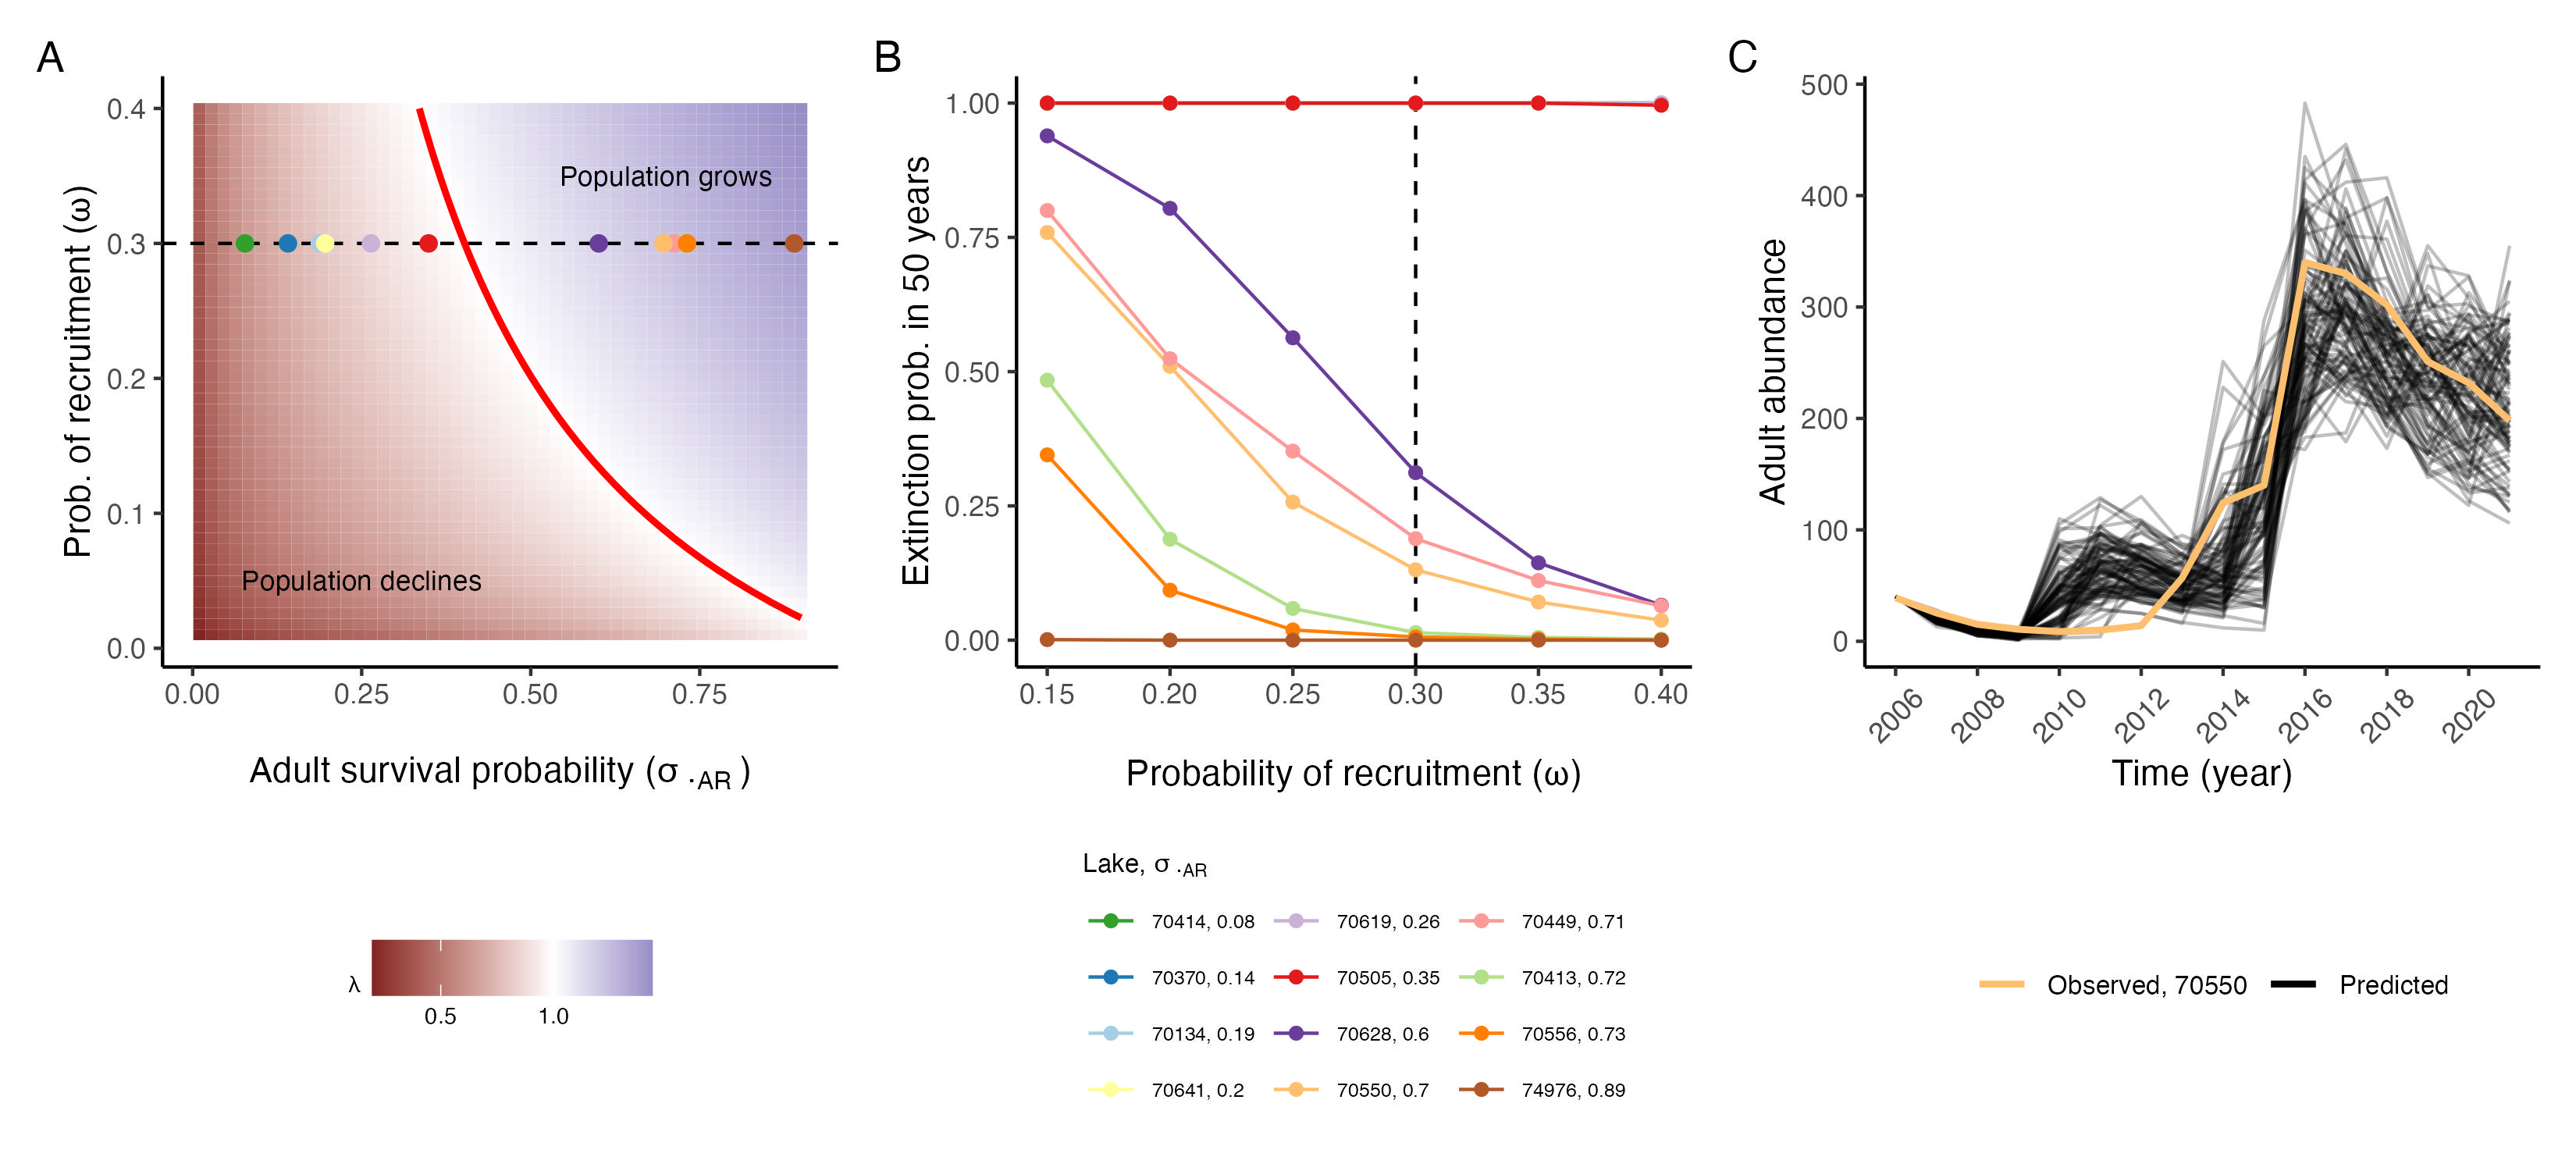 A
Prob. of recruitment (ω)
0.4
0.3
0.2
0.1
0.0
Population grows
Population declines
0.00 0.25 0.50 0.75
Adult survival probability (σ ·AR )
λ
0.5 1.0
B
Extinction prob. in 50 years
1.00
0.75
0.50
0.25
0.00
0.15 0.20 0.25 0.30 0.35 0.40
Probability of recruitment (ω)
Lake, σ ·AR
70414, 0.08 70619, 0.26 70449, 0.71
70370, 0.14 70505, 0.35 70413, 0.72
70134, 0.19 70628, 0.6 70556, 0.73
70641, 0.2 70550, 0.7 74976, 0.89
C
Adult abundance
500
400
300
200
100
0
2006 2008 2010 2012 2014 2016 2018 2020
Time (year)
Observed, 70550 Predicted